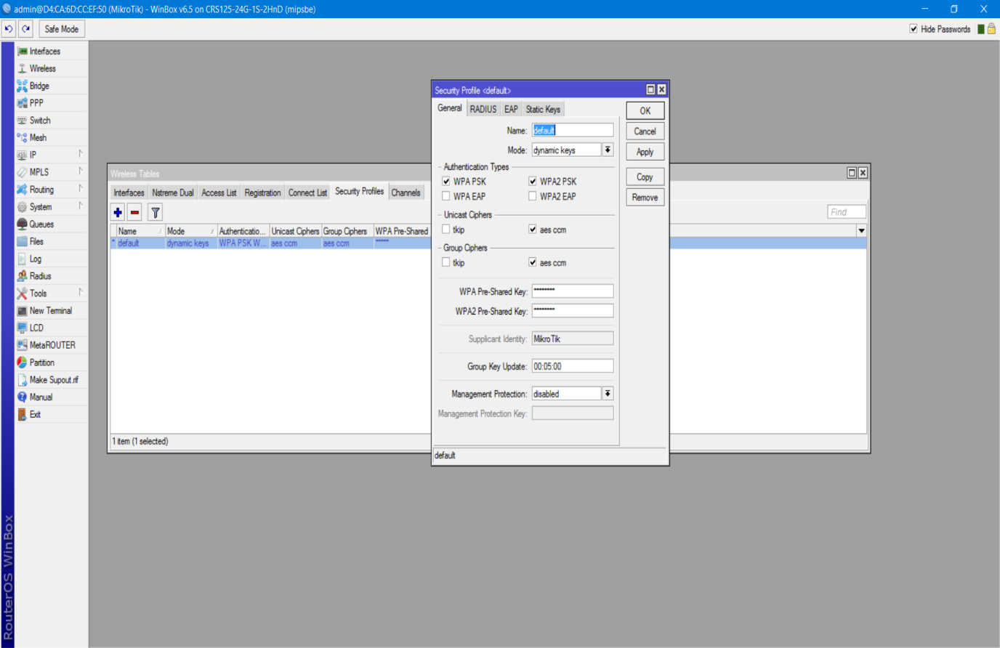 admin@D4:CA:6D:CC:EF:50 (MikroTik) - WinBox v6.5 on CRS125-24G-1S-2HnD (mipsbe)
Safe Mode
Hide Passwords
Interfaces
Wireless
Bridge
PPP
Switch
Mesh
IP
MPLS
Routing
System
Queues
Files
Log
Radius
Tools
New Terminal
LCD
MetaROUTER
Partition
Make Supout.rif
Manual
Exit
RouterOS WinBox
Wireless Tables
Interfaces Nstreme Dual Access List Registration Connect List Security Profiles Channels
Find
Name Mode Authenticatio... Unicast Ciphers Group Ciphers WPA Pre-Shared
* default dynamic keys WPA PSK W... aes ccm aes ccm *****
1 item (1 selected)
Security Profile <default>
General RADIUS EAP Static Keys
Name: default
Mode: dynamic keys
Authentication Types
WPA PSK WPA2 PSK
WPA EAP WPA2 EAP
Unicast Ciphers
tkip aes ccm
Group Ciphers
tkip aes ccm
WPA Pre-Shared Key: ********
WPA2 Pre-Shared Key: ********
Supplicant Identity: MikroTik
Group Key Update: 00:05:00
Management Protection: disabled
Management Protection Key:
default
OK
Cancel
Apply
Copy
Remove